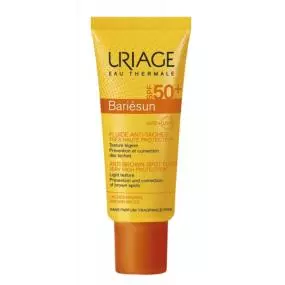 URIAGE
EAU THERMALE
Bariésun
SPF 50+
FLUIDE ANTI-TACHES
TRÈS HAUTE PROTECTION
Texture légère
Prévention et correction
des taches
ANTI-BROWN SPOT FLUID
VERY HIGH PROTECTION
Light texture
Prevention and correction
of brown spots
SANS PARFUM-FRAGRANCE-FREE